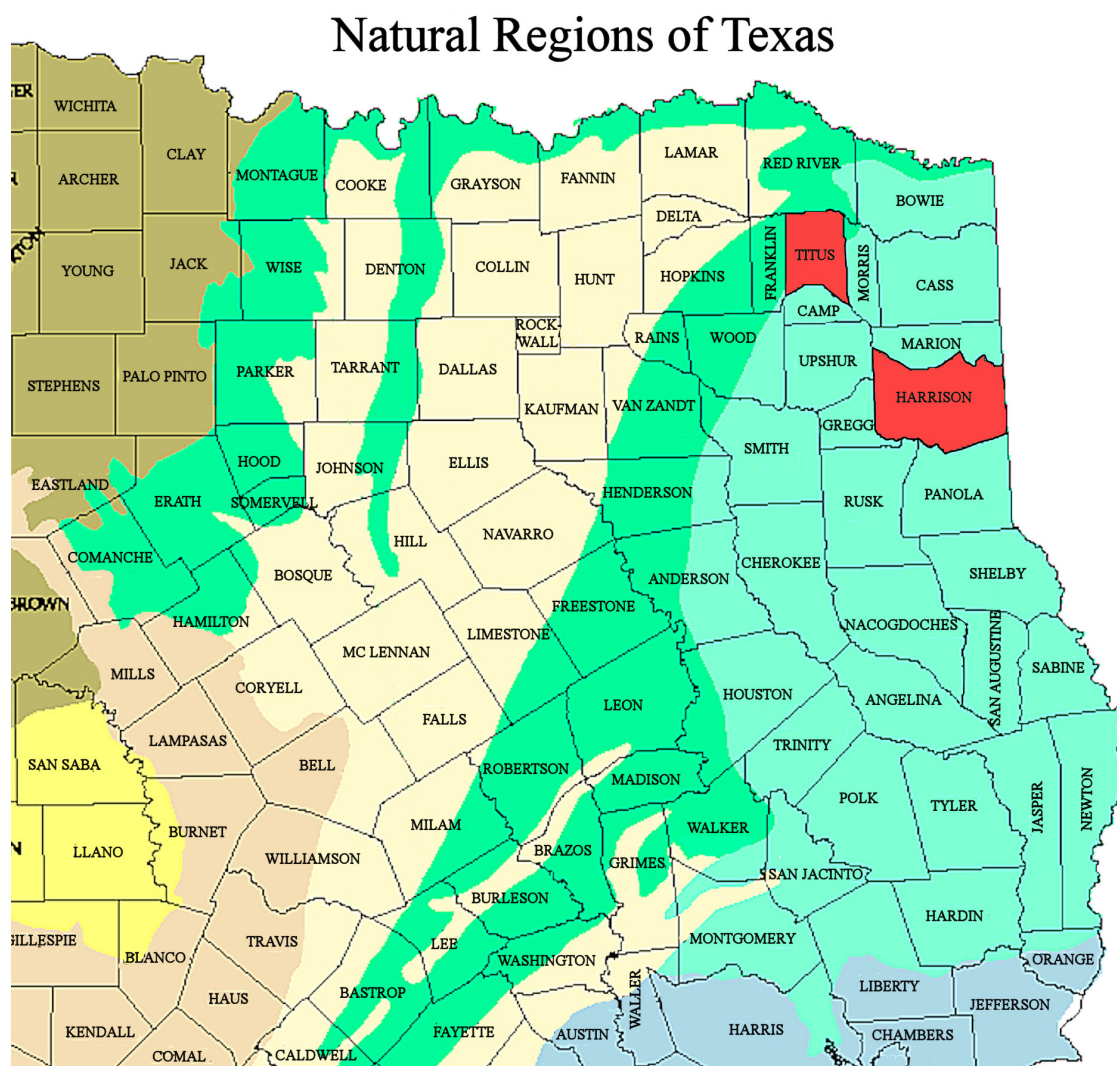 Natural Regions of Texas
ER
WICHITA
CLAY
MONTAGUE
COOKE
GRAYSON
FANNIN
LAMAR
RED RIVER
BOWIE
ARCHER
DELTA
FRANKLIN
TITUS
MORRIS
CASS
YOUNG
JACK
WISE
DENTON
COLLIN
HUNT
HOPKINS
CAMP
STEPHENS
PALO PINTO
PARKER
TARRANT
DALLAS
ROCK-
WALL
RAINS
WOOD
UPSHUR
MARION
HARRISON
KAUFMAN
VAN ZANDT
GREGG
EASTLAND
HOOD
JOHNSON
ELLIS
SMITH
ERATH
SOMERVELL
HENDERSON
RUSK
PANOLA
COMANCHE
BOSQUE
HILL
NAVARRO
ANDERSON
CHEROKEE
SHELBY
BROWN
HAMILTON
MC LENNAN
LIMESTONE
FREESTONE
NACOGDOCHES
SAN AUGUSTINE
SABINE
MILLS
CORYELL
FALLS
LEON
HOUSTON
ANGELINA
SAN SABA
LAMPASAS
BELL
ROBERTSON
MADISON
TRINITY
POLK
TYLER
JASPER
NEWTON
LLANO
BURNET
WILLIAMSON
MILAM
BRAZOS
GRIMES
WALKER
SAN JACINTO
GILLESPIE
BLANCO
TRAVIS
LEE
BURLESON
WASHINGTON
MONTGOMERY
HARDIN
KENDALL
HAUS
BASTROP
WALLER
LIBERTY
ORANGE
COMAL
CALDWELL
FAYETTE
AUSTIN
HARRIS
CHAMBERS
JEFFERSON